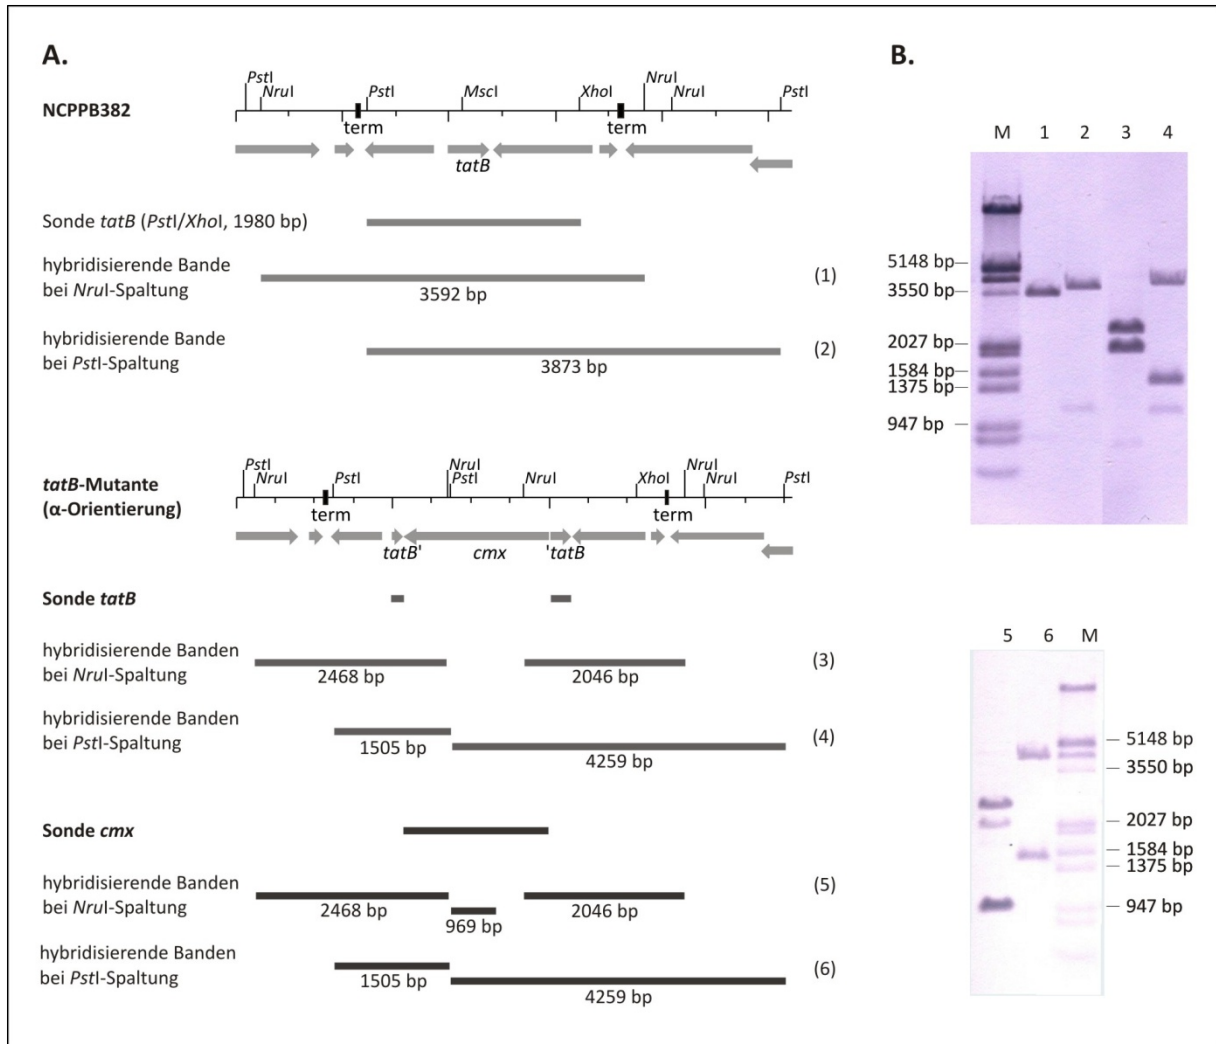 A.
PstI
NruI
PstI
MscI
XhoI
NruI
NruI
PstI
NCPPB382
term
term
tatB
Sonde tatB (PstI/XhoI, 1980 bp)
hybridisierende Bande
bei NruI-Spaltung
3592 bp
(1)
hybridisierende Bande
bei PstI-Spaltung
3873 bp
(2)
PstI
NruI
PstI
NruI
PstI
NruI
XhoI
NruI
NruI
PstI
tatB-Mutante
(α-Orientierung)
term
term
tatB'
cmx
'tatB
Sonde tatB
hybridisierende Banden
bei NruI-Spaltung
2468 bp
2046 bp
(3)
hybridisierende Banden
bei PstI-Spaltung
1505 bp
4259 bp
(4)
Sonde cmx
hybridisierende Banden
bei NruI-Spaltung
2468 bp
969 bp
2046 bp
(5)
hybridisierende Banden
bei PstI-Spaltung
1505 bp
4259 bp
(6)
B.
M 1 2 3 4
5148 bp
3550 bp
2027 bp
1584 bp
1375 bp
947 bp
5 6 M
5148 bp
3550 bp
2027 bp
1584 bp
1375 bp
947 bp